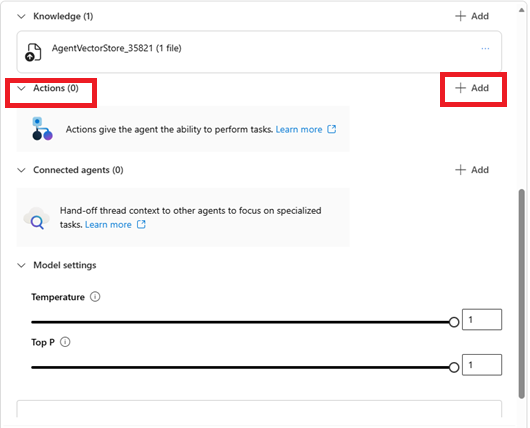 Knowledge (1)
Add
AgentVectorStore_35821 (1 file)
...
Actions (0)
Add
Actions give the agent the ability to perform tasks. Learn more
Connected agents (0)
Add
Hand-off thread context to other agents to focus on specialized
tasks. Learn more
Model settings
Temperature
1
Top P
1